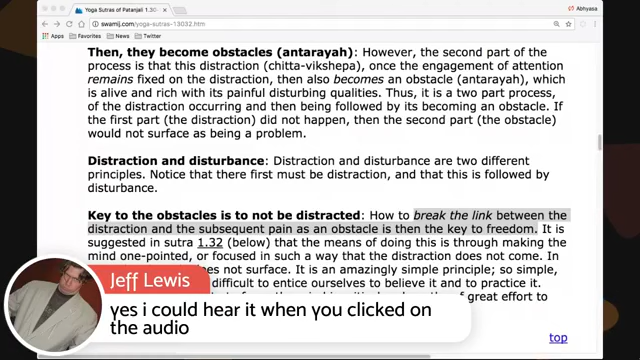 Yoga Sutras of Patanjali 1.30
Abhyasa
swamij.com/yoga-sutras-13032.htm
Apps
Favorites
News
Twitter
Then, they become obstacles (antarayah): However, the second part of the
process is that this distraction (chitta-vikshepa), once the engagement of attention
remains fixed on the distraction, then also becomes an obstacle (antarayah), which
is alive and rich with its painful disturbing qualities. Thus, it is a two part process,
of the distraction occurring and then being followed by its becoming an obstacle. If
the first part (the distraction) did not happen, then the second part (the obstacle)
would not surface as being a problem.
Distraction and disturbance: Distraction and disturbance are two different
principles. Notice that there first must be distraction, and that this is followed by
disturbance.
Key to the obstacles is to not be distracted: How to break the link between the
distraction and the subsequent pain as an obstacle is then the key to freedom. It is
suggested in sutra 1.32 (below) that the means of doing this is through making the
mind one-pointed, or focused in such a way that the distraction does not come. In
does not surface. It is an amazingly simple principle; so simple,
difficult to entice ourselves to believe it and to practice it.
of great effort to
top
Jeff Lewis
yes i could hear it when you clicked on
the audio